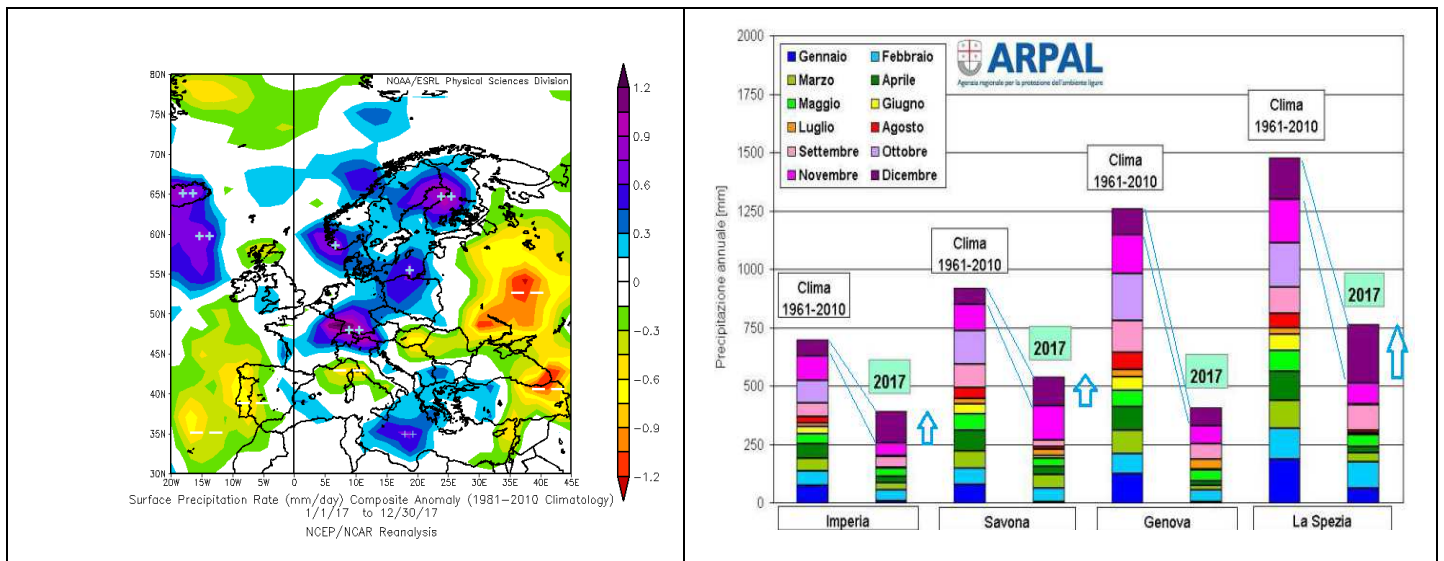 NOAA/ESRL Physical Sciences Division
80N
75N
70N
65N
60N
55N
50N
45N
40N
35N
30N
20W 15W 10W 5W 0 5E 10E 15E 20E 25E 30E 35E 40E 45E
1.2
0.9
0.6
0.3
0
−0.3
−0.6
−0.9
−1.2
Surface Precipitation Rate (mm/day) Composite Anomaly (1981−2010 Climatology)
1/1/17 to 12/30/17
NCEP/NCAR Reanalysis
ARPAL
Agenzia regionale per la protezione dell'ambiente ligure
Gennaio Febbraio
Marzo Aprile
Maggio Giugno
Luglio Agosto
Settembre Ottobre
Novembre Dicembre
Precipitazione annuale [mm]
2000
1750
1500
1250
1000
750
500
250
0
Clima
1961-2010
2017
Clima
1961-2010
2017
Clima
1961-2010
2017
Clima
1961-2010
2017
Imperia Savona Genova La Spezia